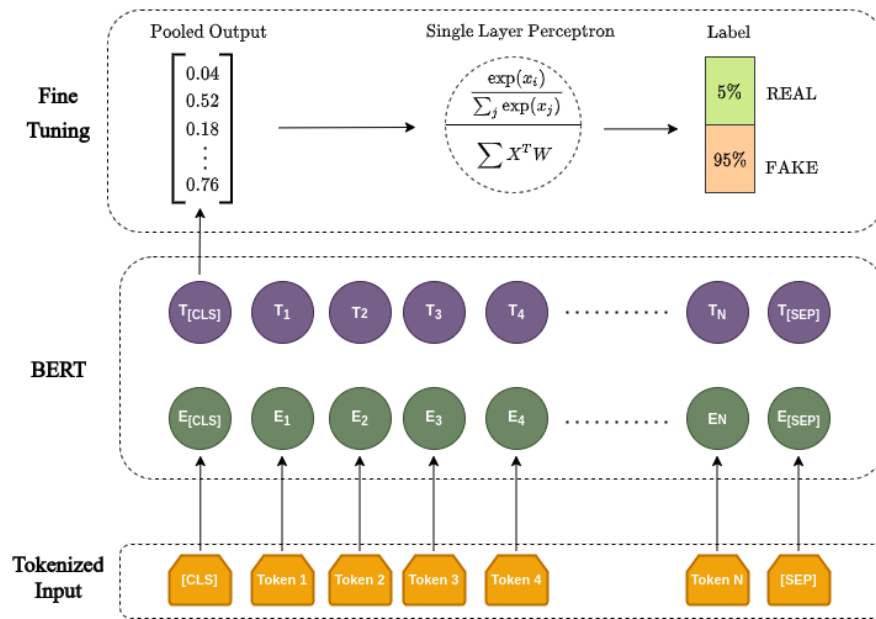 Pooled Output
Single Layer Perceptron
Label
Fine
Tuning
0.04
0.52
0.18
⋮
0.76
exp(x_i)
∑_j exp(x_j)
∑ X^T W
5%
REAL
95%
FAKE
BERT
T[CLS] T1 T2 T3 T4 ........... TN T[SEP]
E[CLS] E1 E2 E3 E4 ........... EN E[SEP]
Tokenized
Input
[CLS] Token 1 Token 2 Token 3 Token 4 Token N [SEP]